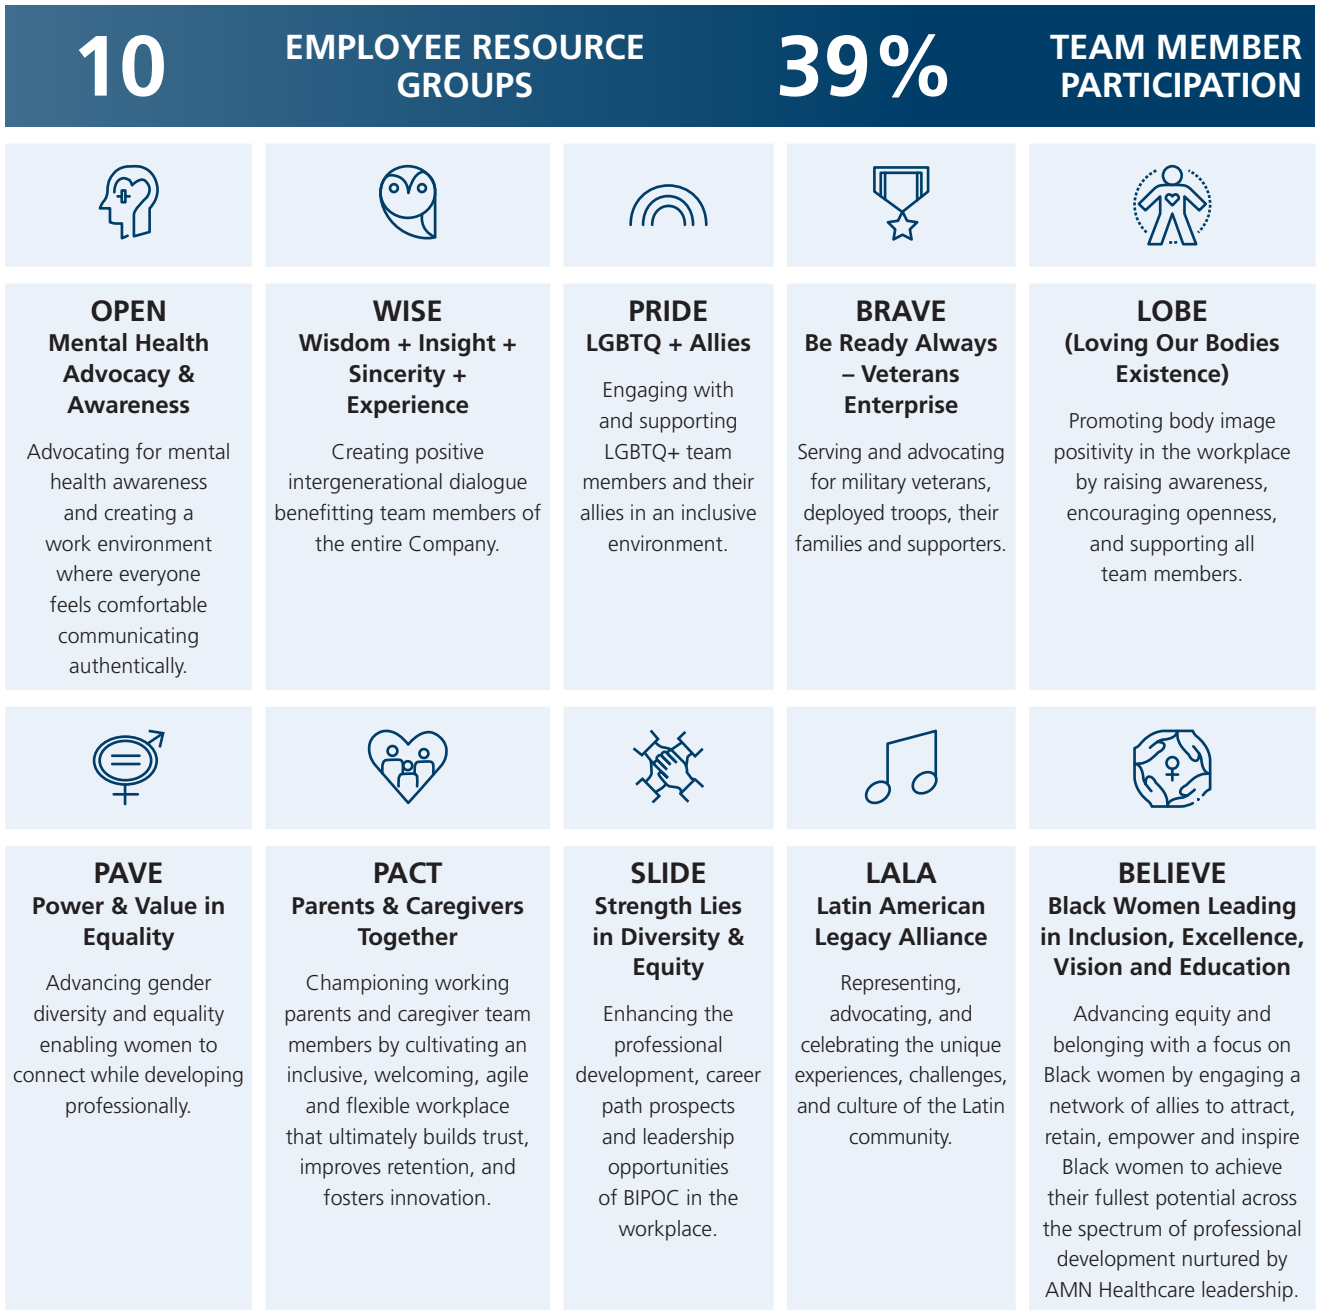 10
EMPLOYEE RESOURCE
GROUPS
39%
TEAM MEMBER
PARTICIPATION
OPEN
Mental Health
Advocacy &
Awareness
Advocating for mental
health awareness
and creating a
work environment
where everyone
feels comfortable
communicating
authentically.
WISE
Wisdom + Insight +
Sincerity +
Experience
Creating positive
intergenerational dialogue
benefitting team members of
the entire Company.
PRIDE
LGBTQ + Allies
Engaging with
and supporting
LGBTQ+ team
members and their
allies in an inclusive
environment.
BRAVE
Be Ready Always
– Veterans
Enterprise
Serving and advocating
for military veterans,
deployed troops, their
families and supporters.
LOBE
(Loving Our Bodies
Existence)
Promoting body image
positivity in the workplace
by raising awareness,
encouraging openness,
and supporting all
team members.
PAVE
Power & Value in
Equality
Advancing gender
diversity and equality
enabling women to
connect while developing
professionally.
PACT
Parents & Caregivers
Together
Championing working
parents and caregiver team
members by cultivating an
inclusive, welcoming, agile
and flexible workplace
that ultimately builds trust,
improves retention, and
fosters innovation.
SLIDE
Strength Lies
in Diversity &
Equity
Enhancing the
professional
development, career
path prospects
and leadership
opportunities
of BIPOC in the
workplace.
LALA
Latin American
Legacy Alliance
Representing,
advocating, and
celebrating the unique
experiences, challenges,
and culture of the Latin
community.
BELIEVE
Black Women Leading
in Inclusion, Excellence,
Vision and Education
Advancing equity and
belonging with a focus on
Black women by engaging a
network of allies to attract,
retain, empower and inspire
Black women to achieve
their fullest potential across
the spectrum of professional
development nurtured by
AMN Healthcare leadership.